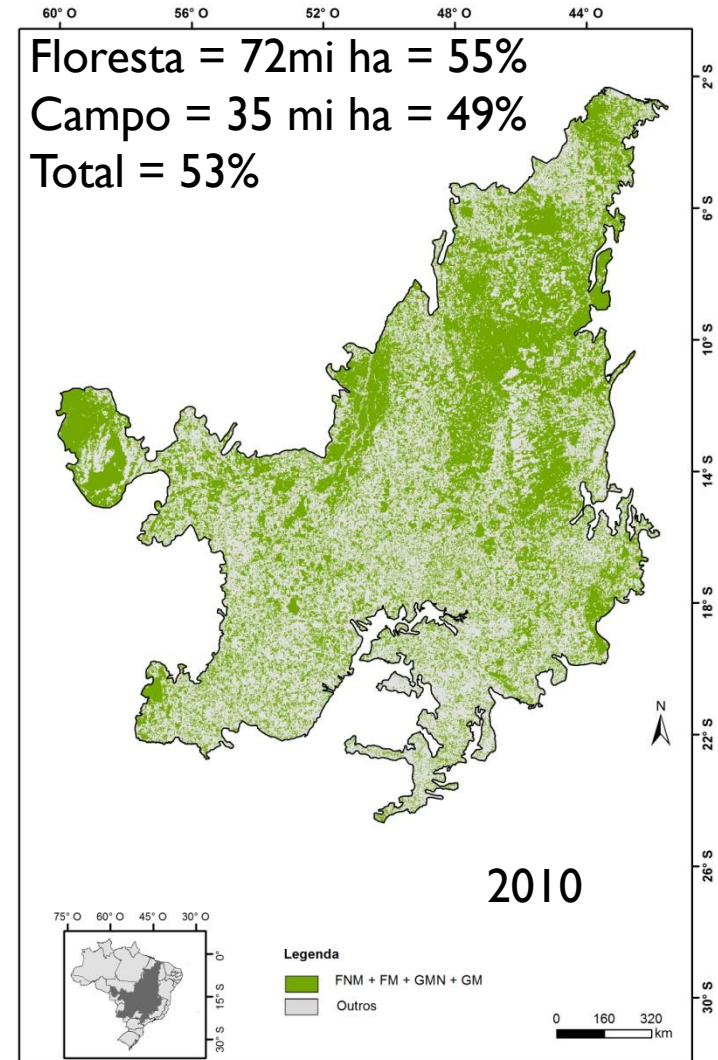 60° O 56° O 52° O 48° O 44° O
Floresta = 72mi ha = 55%
Campo = 35 mi ha = 49%
Total = 53%
2° S
6° S
10° S
14° S
18° S
N
22° S
26° S
2010
75° O 60° O 45° O 30° O
0°
15° S
30° S
Legenda
FNM + FM + GMN + GM
Outros
30° S
0 160 320
km